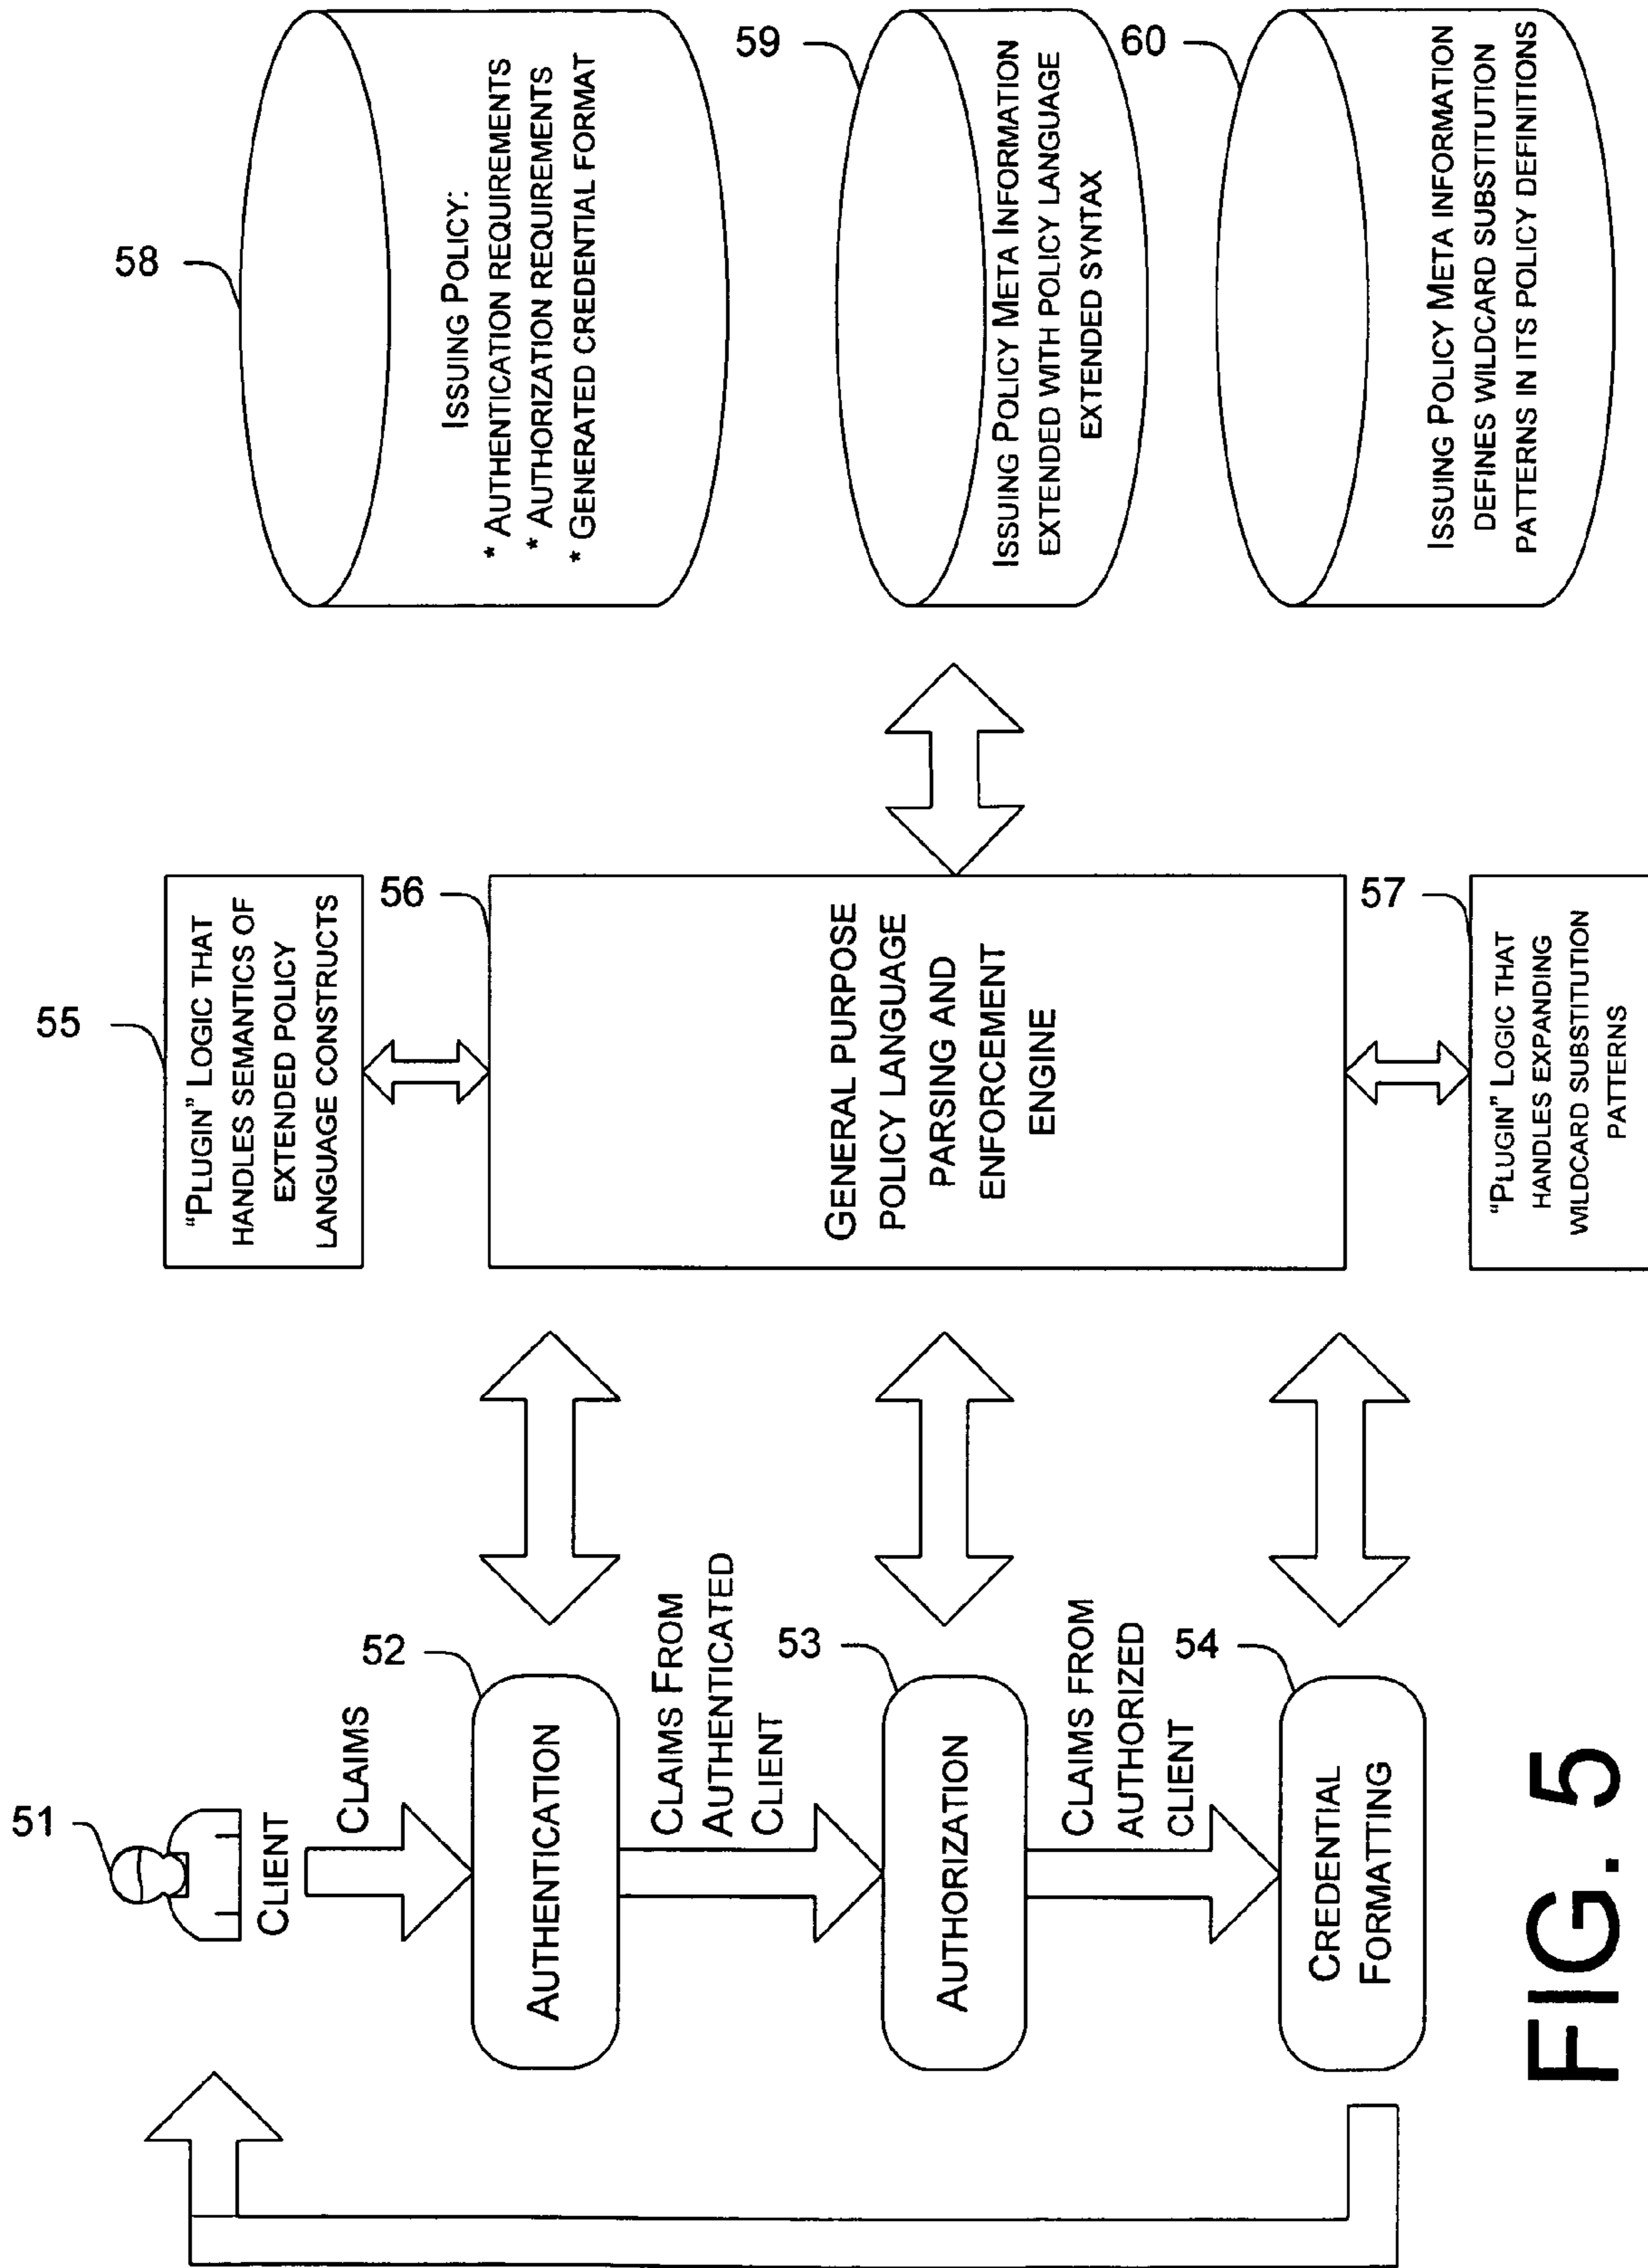 51
CLIENT
CLAIMS
52
AUTHENTICATION
CLAIMS FROM
AUTHENTICATED
CLIENT
53
AUTHORIZATION
CLAIMS FROM
AUTHORIZED
CLIENT
54
CREDENTIAL
FORMATTING
55
"PLUGIN" LOGIC THAT
HANDLES SEMANTICS OF
EXTENDED POLICY
LANGUAGE CONSTRUCTS
56
GENERAL PURPOSE
POLICY LANGUAGE
PARSING AND
ENFORCEMENT
ENGINE
57
"PLUGIN" LOGIC THAT
HANDLES EXPANDING
WILDCARD SUBSTITUTION
PATTERNS
58
ISSUING POLICY:
* AUTHENTICATION REQUIREMENTS
* AUTHORIZATION REQUIREMENTS
* GENERATED CREDENTIAL FORMAT
59
ISSUING POLICY META INFORMATION
EXTENDED WITH POLICY LANGUAGE
EXTENDED SYNTAX
60
ISSUING POLICY META INFORMATION
DEFINES WILDCARD SUBSTITUTION
PATTERNS IN ITS POLICY DEFINITIONS
FIG. 5